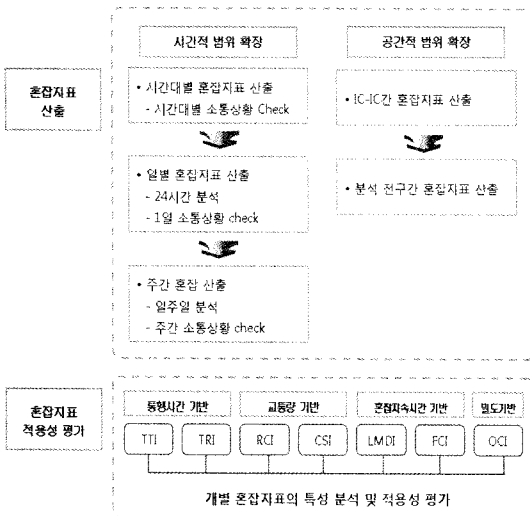 시간적 범위 확장
공간적 범위 확장
혼잡지표
산출
• 시간대별 혼잡지표 산출
- 시간대별 소통상황 Check
• IC-IC간 혼잡지표 산출
• 일별 혼잡지표 산출
- 24시간 분석
- 1일 소통상황 check
• 분석 전구간 혼잡지표 산출
• 주간 혼잡 산출
- 일주일 분석
- 주간 소통상황 check
혼잡지표
적용성 평가
통행시간 기반
교통량 기반
혼잡지속시간 기반
밀도기반
TTI
TRI
RCI
CSI
LMDI
FCI
OCI
개별 혼잡지표의 특성 분석 및 적용성 평가